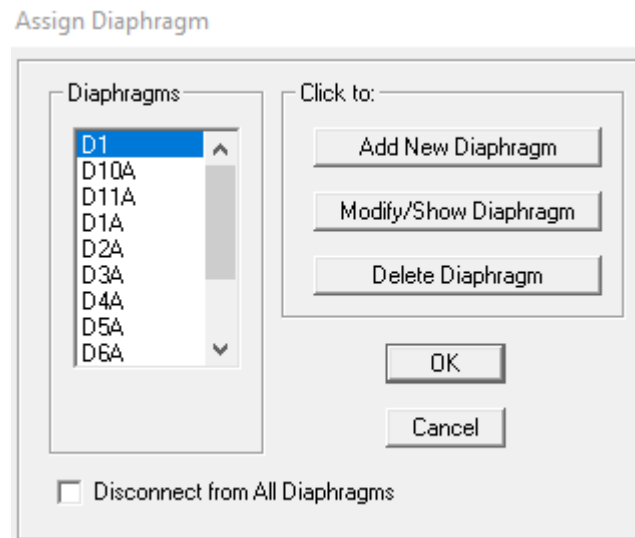 Assign Diaphragm
Diaphragms
D1
D10A
D11A
D1A
D2A
D3A
D4A
D5A
D6A
Click to:
Add New Diaphragm
Modify/Show Diaphragm
Delete Diaphragm
OK
Cancel
Disconnect from All Diaphragms